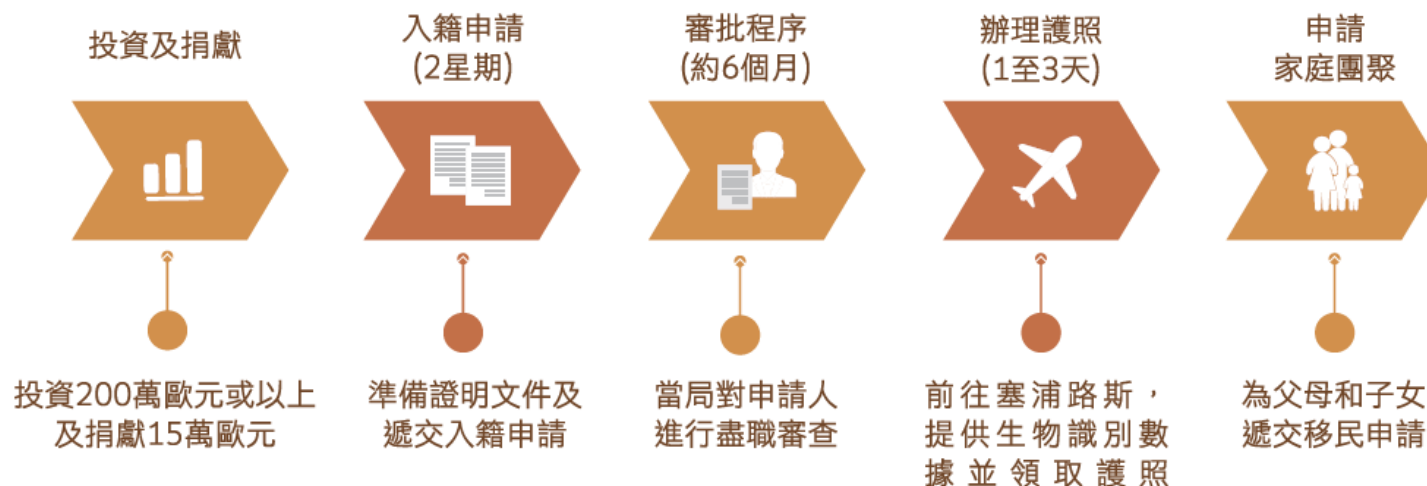 投資及捐獻
入籍申請
(2星期)
審批程序
(約6個月)
辦理護照
(1至3天)
申請
家庭團聚
投資200萬歐元或以上
及捐獻15萬歐元
準備證明文件及
遞交入籍申請
當局對申請人
進行盡職審查
前往塞浦路斯，
提供生物識別數
據並領取護照
為父母和子女
遞交移民申請